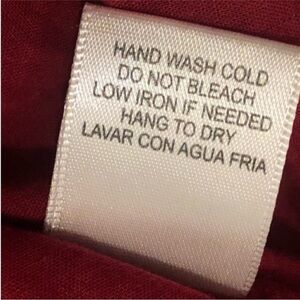 HAND WASH COLD
DO NOT BLEACH
LOW IRON IF NEEDED
HANG TO DRY
LAVAR CON AGUA FRIA